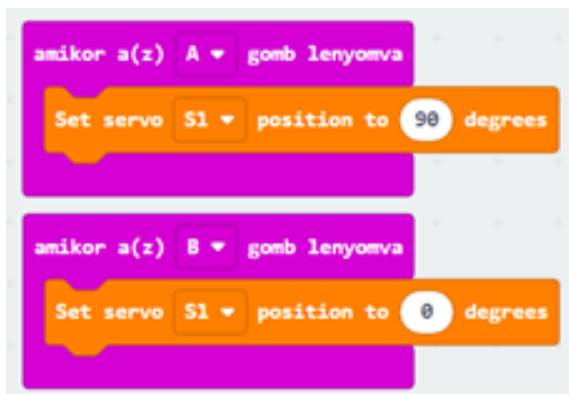 amikor a(z) A gomb lenyomva
Set servo S1 position to 90 degrees
amikor a(z) B gomb lenyomva
Set servo S1 position to 0 degrees